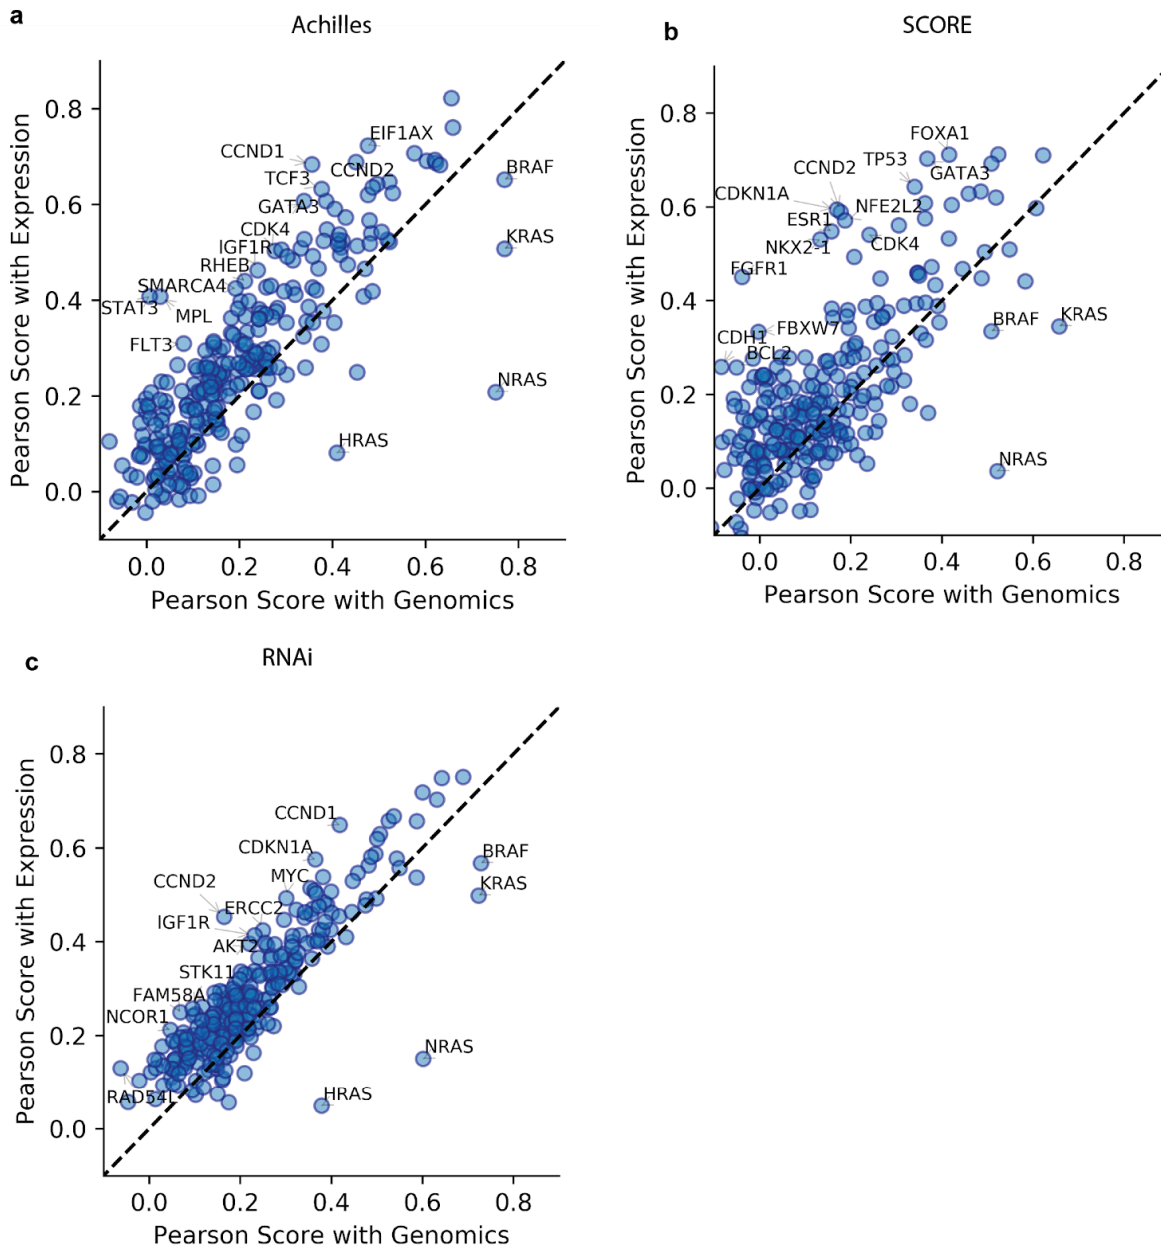 a
Achilles
Pearson Score with Expression
0.8
0.6
0.4
0.2
0.0
EIF1AX
CCND1
CCND2
BRAF
TCF3
GATA3
CDK4
KRAS
IGF1R
RHEB
SMARCA4
STAT3
MPL
FLT3
NRAS
HRAS
0.0 0.2 0.4 0.6 0.8
Pearson Score with Genomics
b
SCORE
Pearson Score with Expression
0.8
0.6
0.4
0.2
0.0
FOXA1
TP53
CCND2
GATA3
CDKN1A
NFE2L2
ESR1
NKX2-1
CDK4
FGFR1
KRAS
BRAF
FBXW7
CDH1
BCL2
NRAS
0.0 0.2 0.4 0.6 0.8
Pearson Score with Genomics
c
RNAi
Pearson Score with Expression
0.8
0.6
0.4
0.2
0.0
CCND1
CDKN1A
BRAF
MYC
CCND2
KRAS
ERCC2
IGF1R
AKT2
STK11
FAM58A
NCOR1
NRAS
RAD54L
HRAS
0.0 0.2 0.4 0.6 0.8
Pearson Score with Genomics